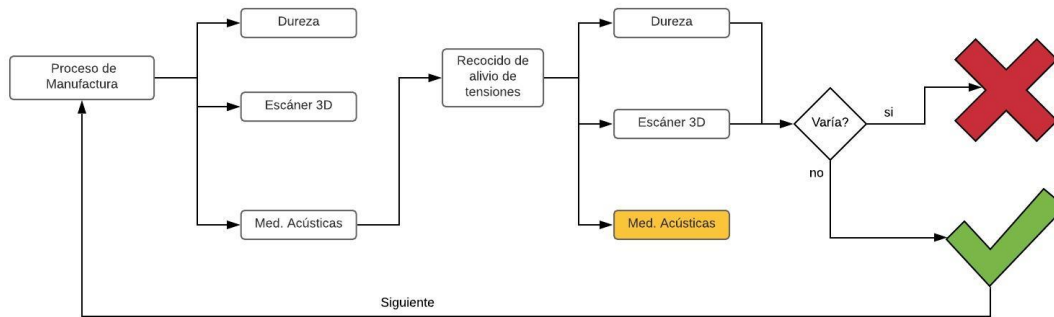 Proceso de
Manufactura
Dureza
Escáner 3D
Med. Acústicas
Recocido de
alivio de
tensiones
Dureza
Escáner 3D
Med. Acústicas
Varía?
si
no
Siguiente